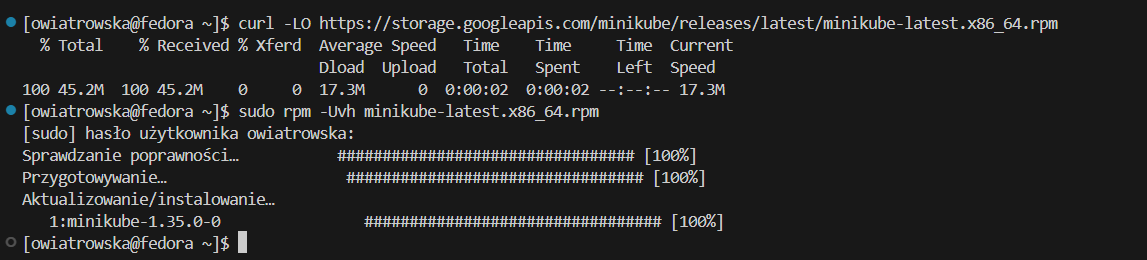 [owiatrowska@fedora ~]$ curl -LO https://storage.googleapis.com/minikube/releases/latest/minikube-latest.x86_64.rpm
% Total % Received % Xferd Average Speed Time Time Time Current
Dload Upload Total Spent Left Speed
100 45.2M 100 45.2M 0 0 17.3M 0 0:00:02 0:00:02 --:--:-- 17.3M
[owiatrowska@fedora ~]$ sudo rpm -Uvh minikube-latest.x86_64.rpm
[sudo] hasło użytkownika owiatrowska:
Sprawdzanie poprawności… ################################# [100%]
Przygotowywanie… ################################# [100%]
Aktualizowanie/instalowanie…
1:minikube-1.35.0-0 ################################# [100%]
[owiatrowska@fedora ~]$